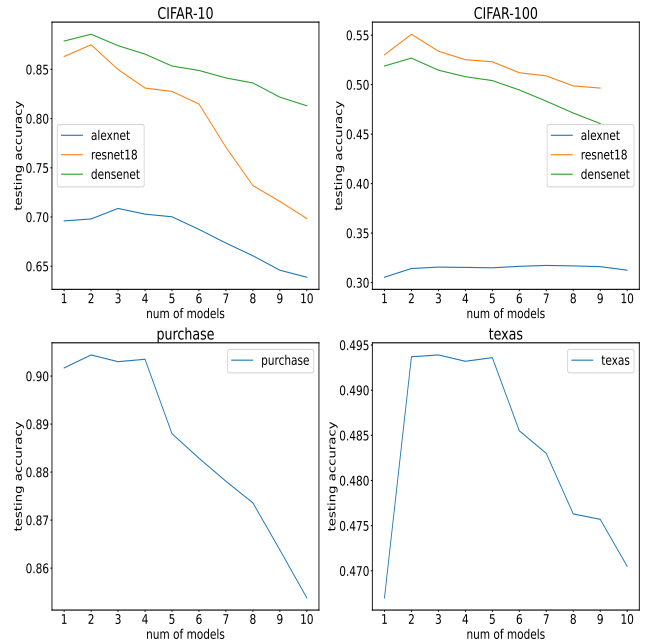 CIFAR-10
testing accuracy
0.85
0.80
0.75
0.70
0.65
alexnet
resnet18
densenet
1 2 3 4 5 6 7 8 9 10
num of models
CIFAR-100
testing accuracy
0.55
0.50
0.45
0.40
0.35
0.30
alexnet
resnet18
densenet
1 2 3 4 5 6 7 8 9 10
num of models
purchase
testing accuracy
0.90
0.89
0.88
0.87
0.86
purchase
1 2 3 4 5 6 7 8 9 10
num of models
texas
testing accuracy
0.495
0.490
0.485
0.480
0.475
0.470
texas
1 2 3 4 5 6 7 8 9 10
num of models